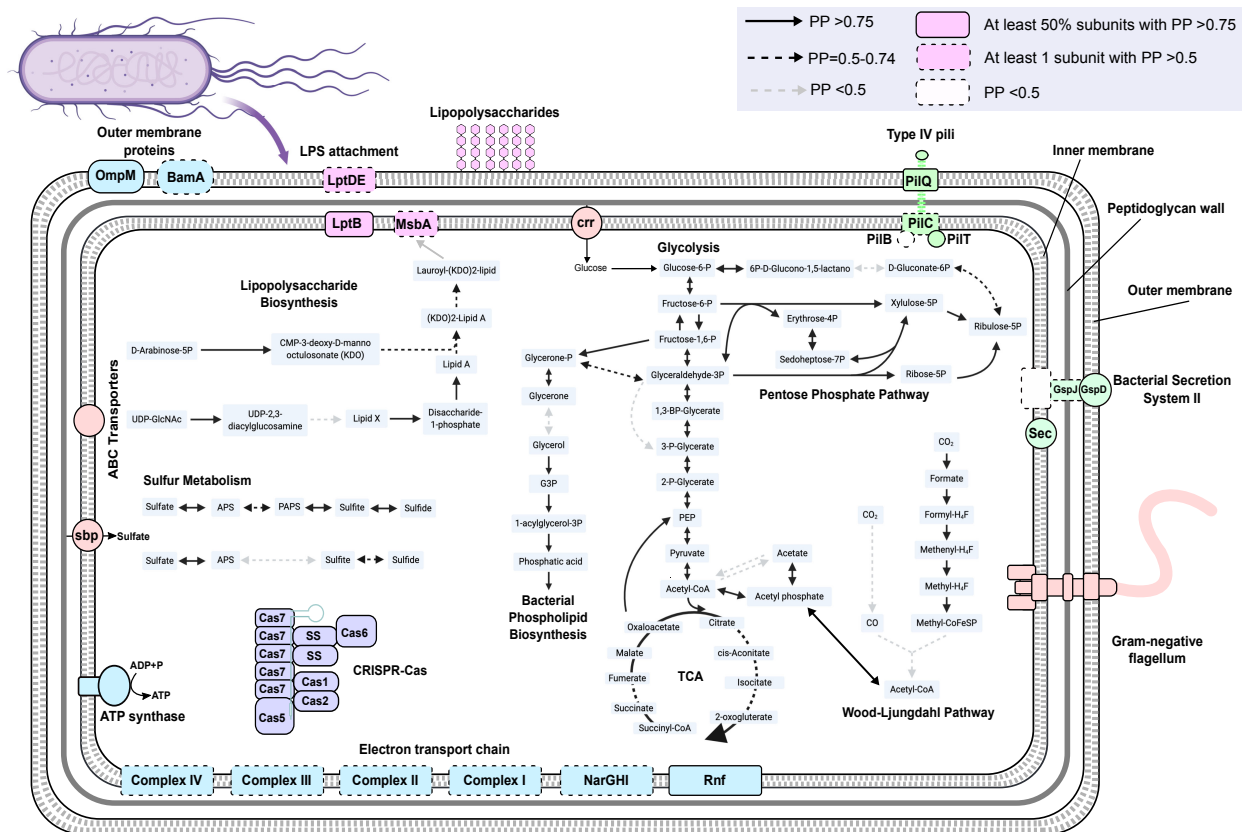 PP >0.75
At least 50% subunits with PP >0.75
PP=0.5-0.74
At least 1 subunit with PP >0.5
PP <0.5
PP <0.5
Outer membrane
proteins
LPS attachment
Lipopolysaccharides
Type IV pili
Inner membrane
OmpM
BamA
LptDE
PilQ
Peptidoglycan wall
LptB
MsbA
crr
PilC
PilB
PilT
Outer membrane
Glycolysis
Glucose
Glucose-6-P
6P-D-Glucono-1,5-lactano
D-Gluconate-6P
Lauroyl-(KDO)2-lipid
Lipopolysaccharide
Biosynthesis
(KDO)2-Lipid A
Fructose-6-P
Xylulose-5P
Erythrose-4P
Ribulose-5P
D-Arabinose-5P
CMP-3-deoxy-D-manno
octulosonate (KDO)
Fructose-1,6-P
Glycerone-P
Sedoheptose-7P
Lipid A
Glyceraldehyde-3P
Ribose-5P
Pentose Phosphate Pathway
Glycerone
GspJ
GspD
Bacterial Secretion
System II
ABC Transporters
UDP-GlcNAc
UDP-2,3-
diacylglucosamine
Lipid X
Disaccharide-
1-phosphate
1,3-BP-Glycerate
Sec
Glycerol
3-P-Glycerate
CO₂
Sulfur Metabolism
G3P
2-P-Glycerate
Formate
Sulfate
APS
PAPS
Sulfite
Sulfide
1-acylglycerol-3P
PEP
CO₂
Formyl-H₄F
sbp
Sulfate
Sulfate
APS
Sulfite
Sulfide
Phosphatic acid
Pyruvate
Acetate
Methenyl-H₄F
Acetyl-CoA
Acetyl phosphate
Methyl-H₄F
Bacterial
Phospholipid
Biosynthesis
Oxaloacetate
Citrate
CO
Methyl-CoFeSP
Gram-negative
flagellum
Cas7
Cas7
SS
Cas6
Cas7
SS
Cas7
Cas1
Cas7
Cas2
Cas5
CRISPR-Cas
Malate
cis-Aconitate
Fumerate
TCA
Isocitate
Acetyl-CoA
Succinate
2-oxogluterate
Succinyl-CoA
Wood-Ljungdahl Pathway
ADP+P
ATP
ATP synthase
Electron transport chain
Complex IV
Complex III
Complex II
Complex I
NarGHI
Rnf